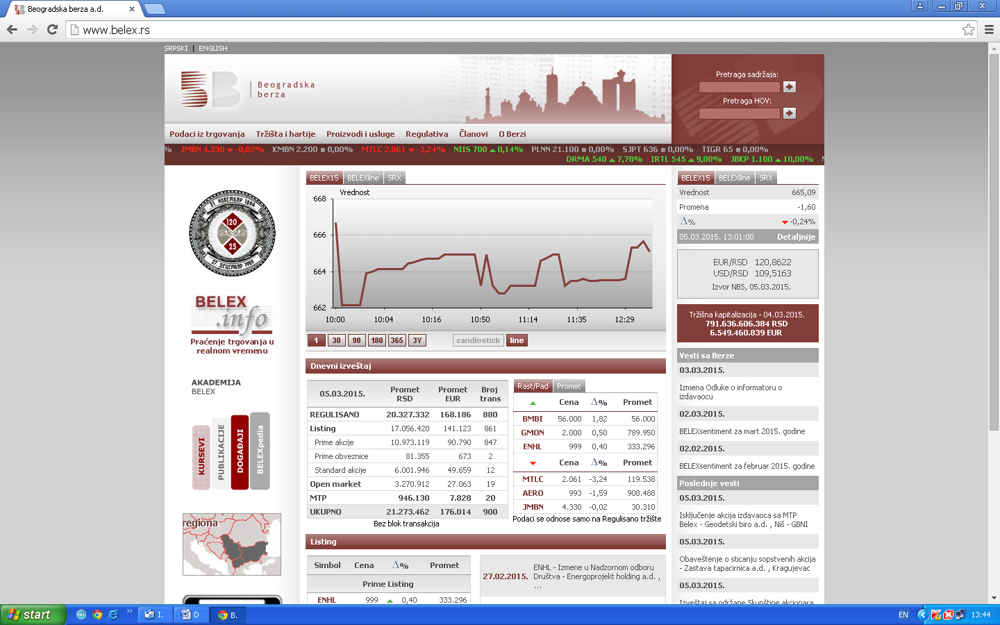 Beogradska berza a.d.
www.belex.rs
SRPSKI | ENGLISH
Beogradska
berza
Pretraga sadržaja:
Pretraga HOV:
Podaci iz trgovanja Tržišta i hartije Proizvodi i usluge Regulativa Članovi O Berzi
% JMBN 4.330 -0,02% KMBN 2.200 0,00% MTLC 2.061 -3,24% NIIS 700 0,14% PLNN 21.100 0,00% SJPT 636 0,00% TIGR 65 0,00%
DRMA 540 7,78% IRTL 545 9,00% JBKP 1.100 10,00%
21. НОВЕМБАР 1894
120
25
27. ДЕЦЕМБАР 1989
BELEX
.info
Praćenje trgovanja u
realnom vremenu
AKADEMIJA
BELEX
KURSEVI
PUBLIKACIJE
DOGAĐAJI
BELEXpedia
regiona
BELEX15 BELEXline SRX
Vrednost
668
666
664
662
10:00 10:04 10:16 10:50 11:14 11:35 12:29
1 30 90 180 365 3Y candlestick line
Dnevni izveštaj
05.03.2015. Promet RSD Promet EUR Broj trans
REGULISANO 20.327.332 168.186 880
Listing 17.056.420 141.123 861
Prime akcije 10.973.119 90.790 847
Prime obveznice 81.355 673 2
Standard akcije 6.001.946 49.659 12
Open market 3.270.912 27.063 19
MTP 946.130 7.828 20
UKUPNO 21.273.462 176.014 900
Bez blok transakcija
Rast/Pad Promet
Cena Δ% Promet
BMBI 56.000 1,82 56.000
GMON 2.000 0,50 789.950
ENHL 999 0,40 333.296
Cena Δ% Promet
MTLC 2.061 -3,24 119.538
AERO 993 -1,59 908.488
JMBN 4.330 -0,02 30.310
Podaci se odnose samo na Regulisano tržište
Listing
Simbol Cena Δ% Promet
Prime Listing
ENHL 999 0,40 333.296
27.02.2015.
ENHL - Izmene u Nadzornom odboru
Društva - Energoprojekt holding a.d. ,
...
BELEX15 BELEXline SRX
Vrednost 665,09
Promena -1,60
Δ% -0,24%
05.03.2015. 13:01:00 Detaljnije
EUR/RSD 120,8622
USD/RSD 109,5163
Izvor NBS, 05.03.2015.
Tržišna kapitalizacija - 04.03.2015.
791.636.606.384 RSD
6.549.460.839 EUR
Vesti sa Berze
03.03.2015.
Izmena Odluke o informatoru o
izdavaocu
02.03.2015.
BELEXsentiment za mart 2015. godine
02.02.2015.
BELEXsentiment za februar 2015. godine
Poslednje vesti
05.03.2015.
Isključenje akcija izdavaoca sa MTP
Belex - Geodetski biro a.d. , Niš - GBNI
05.03.2015.
Obaveštenje o sticanju sopstvenih akcija
- Zastava tapacirnica a.d. , Kragujevac
05.03.2015.
Izveštaj sa održane Skupštine akcionara
start
I.
D
B.
EN
13:44